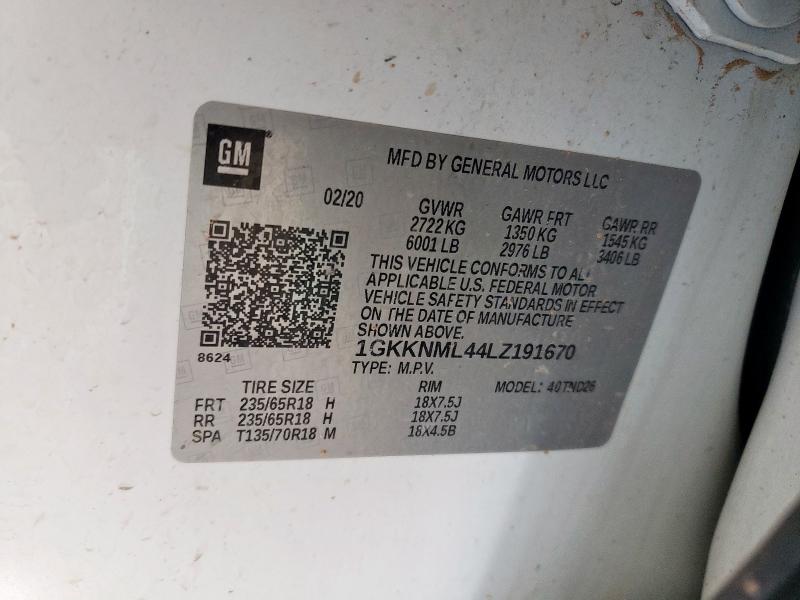 GM
MFD BY GENERAL MOTORS LLC
02/20 GVWR GAWR FRT GAWR RR
2722 KG 1350 KG 1545 KG
6001 LB 2976 LB 3406 LB
THIS VEHICLE CONFORMS TO ALL
APPLICABLE U.S. FEDERAL MOTOR
VEHICLE SAFETY STANDARDS IN EFFECT
ON THE DATE OF MANUFACTURE
SHOWN ABOVE.
8624
1GKKNML44LZ191670
TYPE: M.P.V.
TIRE SIZE RIM MODEL:
FRT 235/65R18 H 18X7.5J
RR 235/65R18 H 18X7.5J
SPA T135/70R18 M 18X4.5B